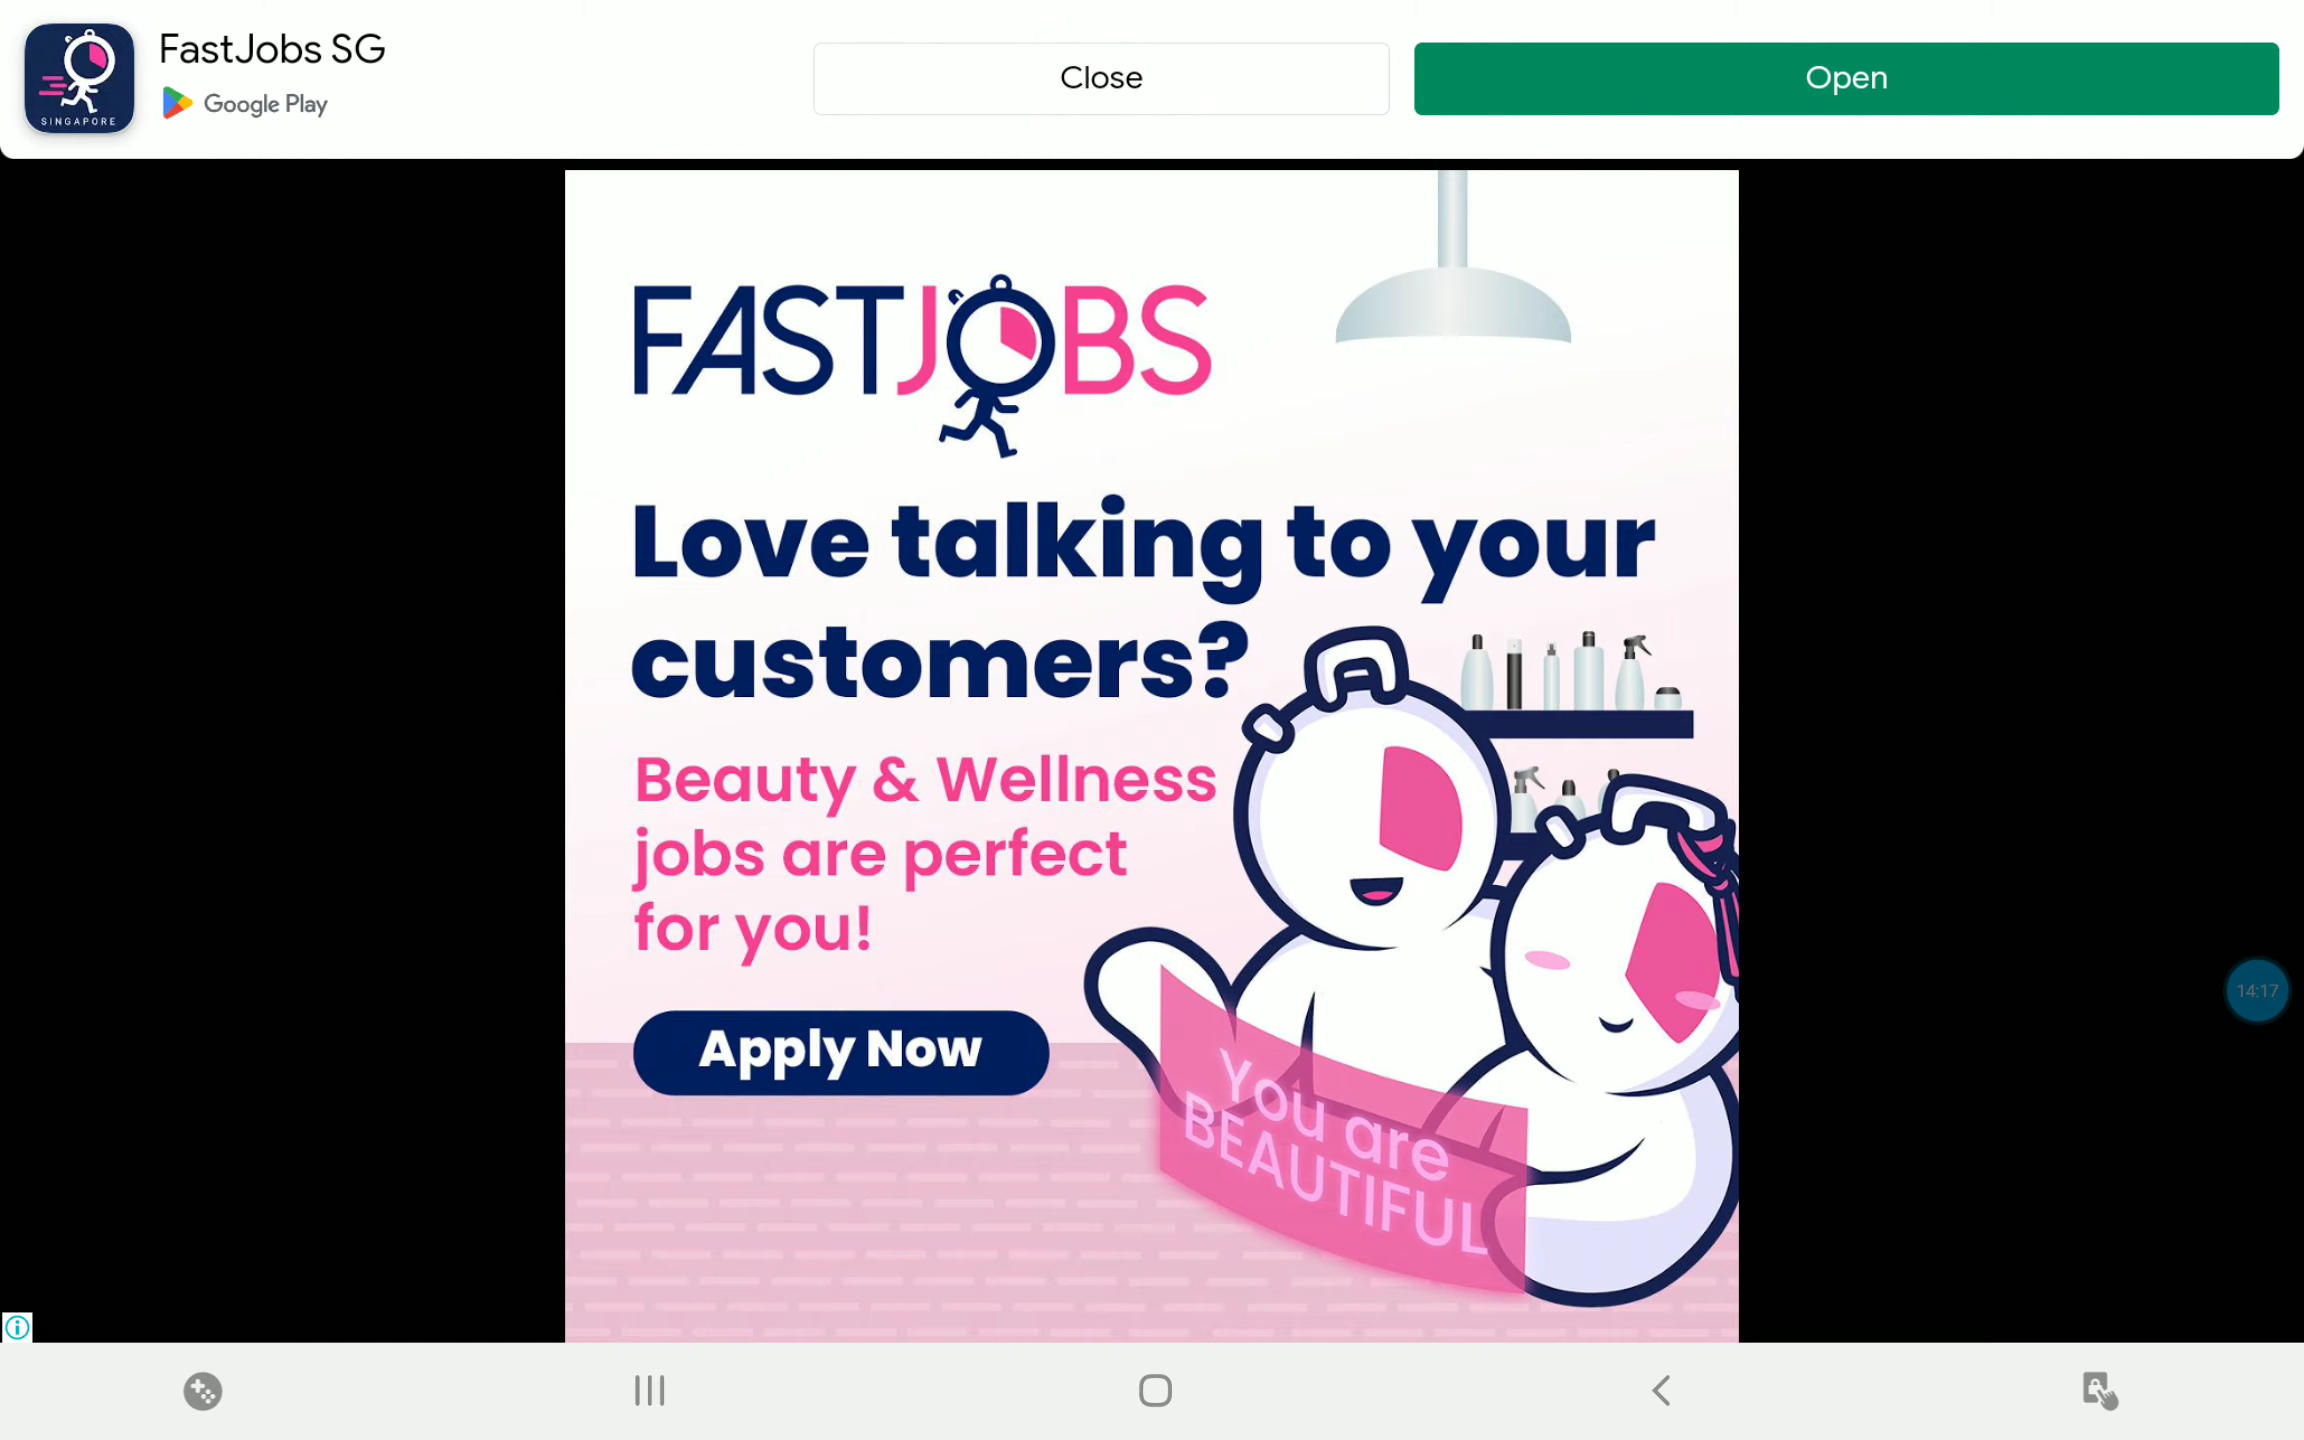 FastJobs SG
SINGAPORE
Google Play
Close
Open
FASTJOBS
Love talking to your
customers?
Beauty & Wellness
jobs are perfect
for you!
Apply Now
You are
BEAUTIFUL
14:17